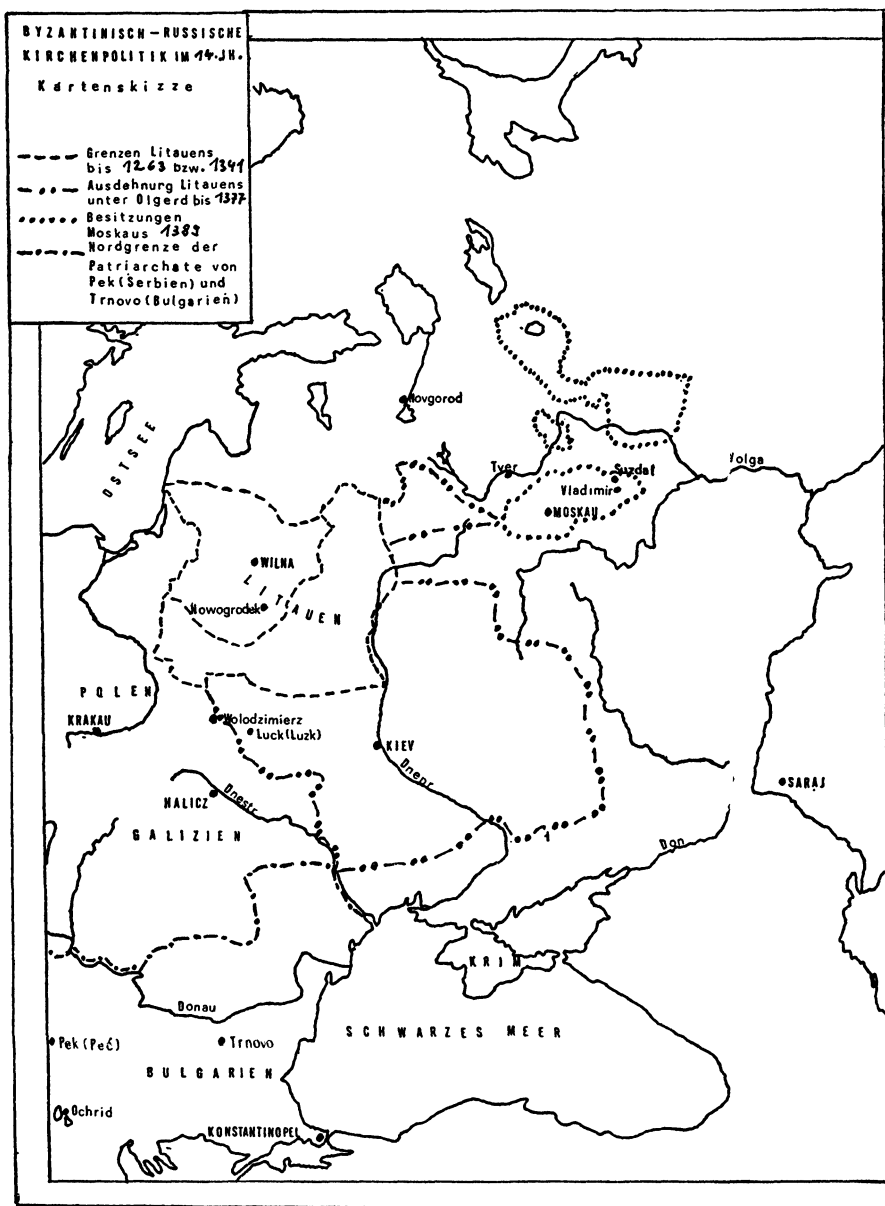 BYZANTINISCH-RUSSISCHE
KIRCHENPOLITIK IM 14.JH.
Kartenskizze
Grenzen Litauens
bis 1263 bzw. 1341
Ausdehnung Litauens
unter Olgerd bis 1377
Besitzungen
Moskaus 1389
Nordgrenze der
Patriarchate von
Pek(Serbien) und
Trnovo(Bulgarien)
Novgorod
OSTSEE
Tver
Suzdal
Volga
Vladimir
MOSKAU
WILNA
LITAUEN
Nowogrodek
POLEN
KRAKAU
Wolodzimierz
Luck(Luzk)
KIEV
Dnepr
SARAJ
HALICZ
Dnestr
GALIZIEN
Don
KRIM
Donau
SCHWARZES MEER
Pek(Peć)
Trnovo
BULGARIEN
Ochrid
KONSTANTINOPEL